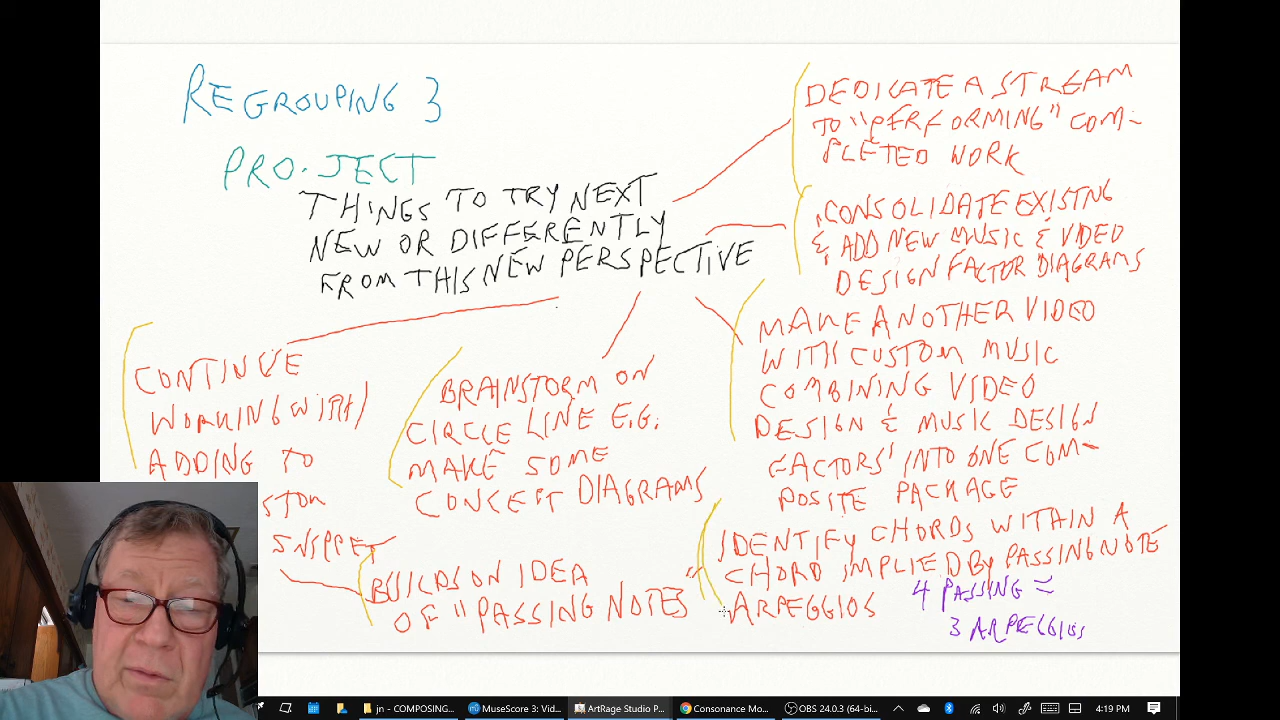 REGROUPING 3
PROJECT
THINGS TO TRY NEXT
NEW OR DIFFERENTLY
FROM THIS NEW PERSPECTIVE
DEDICATE A STREAM
TO "PERFORMING" COM-
PLETED WORK
CONSOLIDATE EXISTNG
& ADD NEW MUSIC & VIDEO
DESIGN FACTOR DIAGRAMS
MAKE ANOTHER VIDEO
WITH CUSTOM MUSIC
COMBINING VIDEO
DESIGN & MUSIC DESIGN
FACTORS' INTO ONE COM-
POSITE PACKAGE
CONTINUE
WORKING WITH/
ADDING TO
SNIPPET
BRAINSTORM ON
CIRCLE LINE E.G.
MAKE SOME
CONCEPT DIAGRAMS
BUILDS ON IDEA
OF "PASSING NOTES"
IDENTIFY CHORDS WITHIN A
CHORD IMPLIED BY PASSING NOTE
ARPEGGIOS
4 PASSING =
3 ARPEGGIOS
jn - COMPOSING...
MuseScore 3: Vid...
ArtRage Studio P...
Consonance Mo...
OBS 24.0.3 (64-bi...
4:19 PM